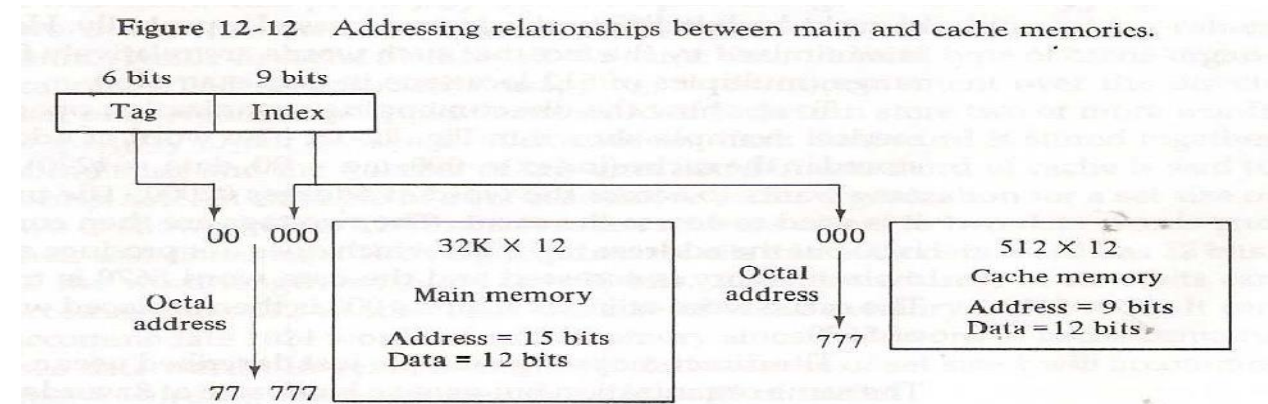 Figure 12-12 Addressing relationships between main and cache memories.
6 bits 9 bits
Tag Index
00 000
32K × 12
Main memory
Address = 15 bits
Data = 12 bits
Octal
address
77 777
000
Octal
address
777
512 × 12
Cache memory
Address = 9 bits
Data = 12 bits